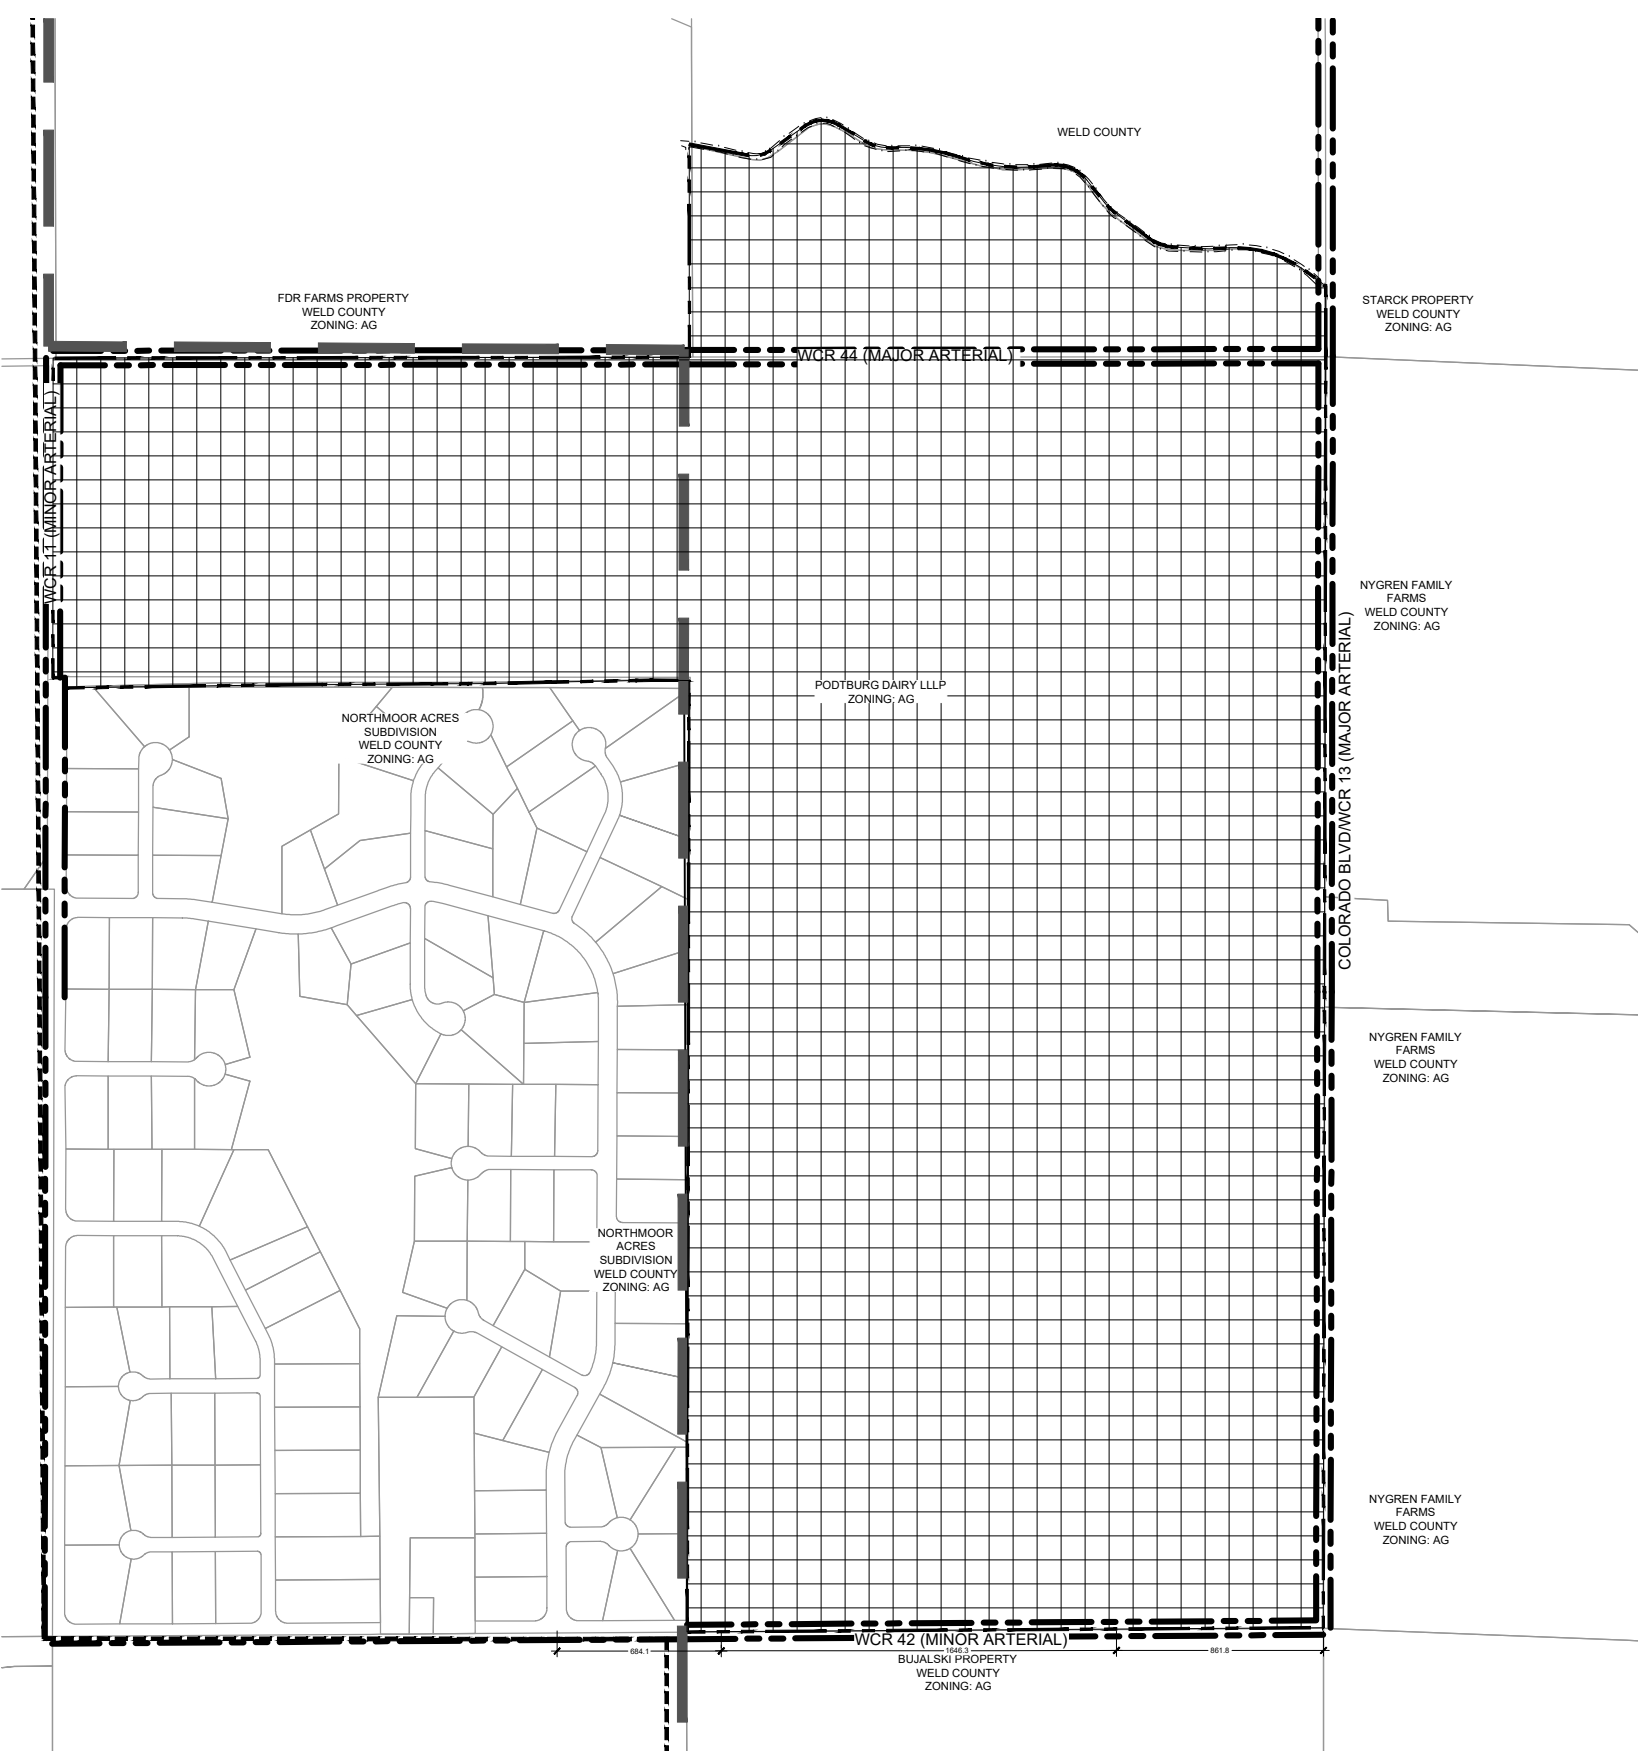 WELD COUNTY
FDR FARMS PROPERTY
WELD COUNTY
ZONING: AG
STARCK PROPERTY
WELD COUNTY
ZONING: AG
WCR 44 (MAJOR ARTERIAL)
WCR 11 (MINOR ARTERIAL)
NYGREN FAMILY
FARMS
WELD COUNTY
ZONING: AG
COLORADO BLVD/WCR 13 (MAJOR ARTERIAL)
PODTBURG DAIRY LLLP
ZONING: AG
NORTHMOOR ACRES
SUBDIVISION
WELD COUNTY
ZONING: AG
NYGREN FAMILY
FARMS
WELD COUNTY
ZONING: AG
NORTHMOOR
ACRES
SUBDIVISION
WELD COUNTY
ZONING: AG
NYGREN FAMILY
FARMS
WELD COUNTY
ZONING: AG
WCR 42 (MINOR ARTERIAL)
684.1
1646.3
861.8
BUJALSKI PROPERTY
WELD COUNTY
ZONING: AG